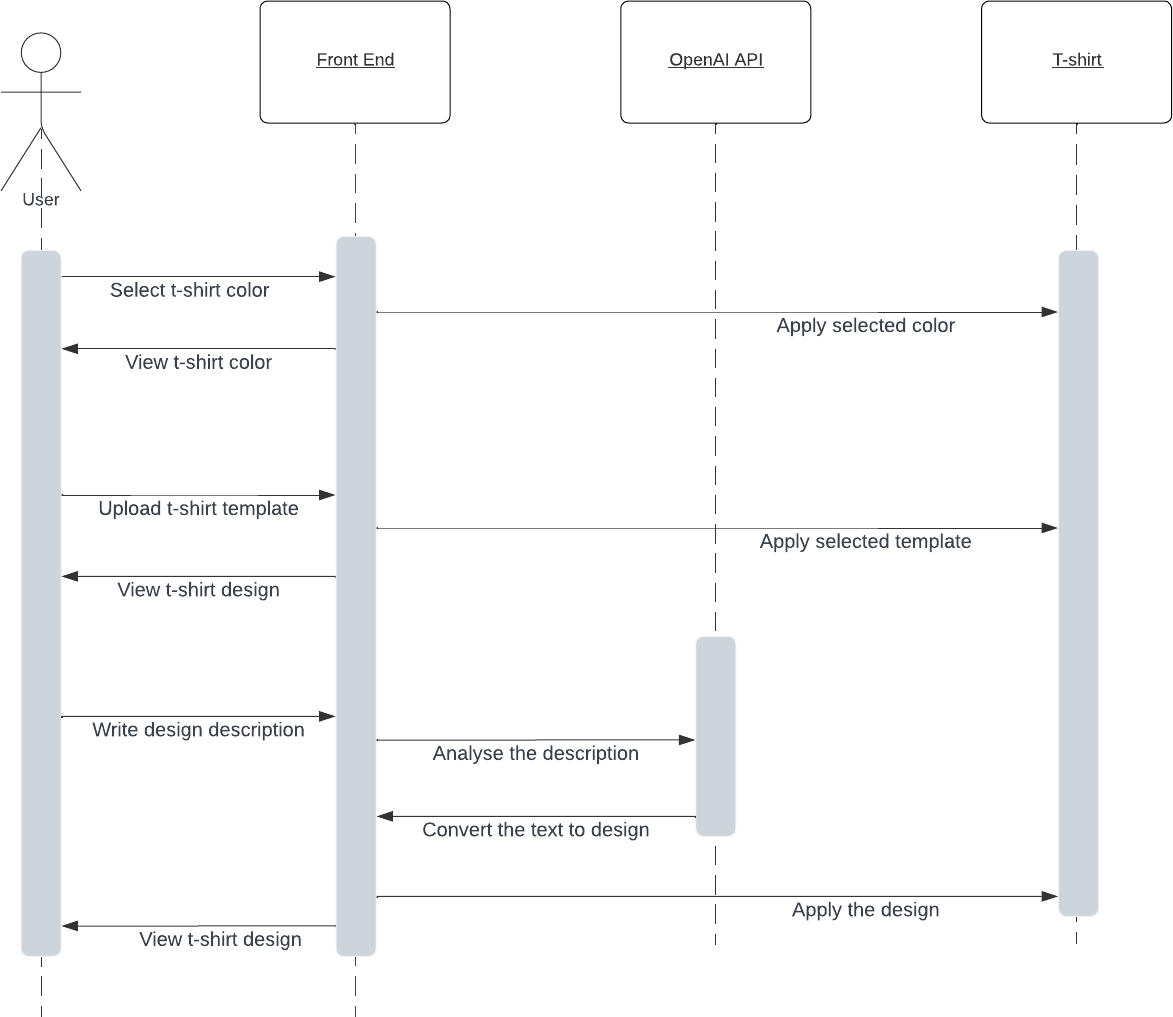 Front End
OpenAI API
T-shirt
User
Select t-shirt color
Apply selected color
View t-shirt color
Upload t-shirt template
Apply selected template
View t-shirt design
Write design description
Analyse the description
Convert the text to design
Apply the design
View t-shirt design